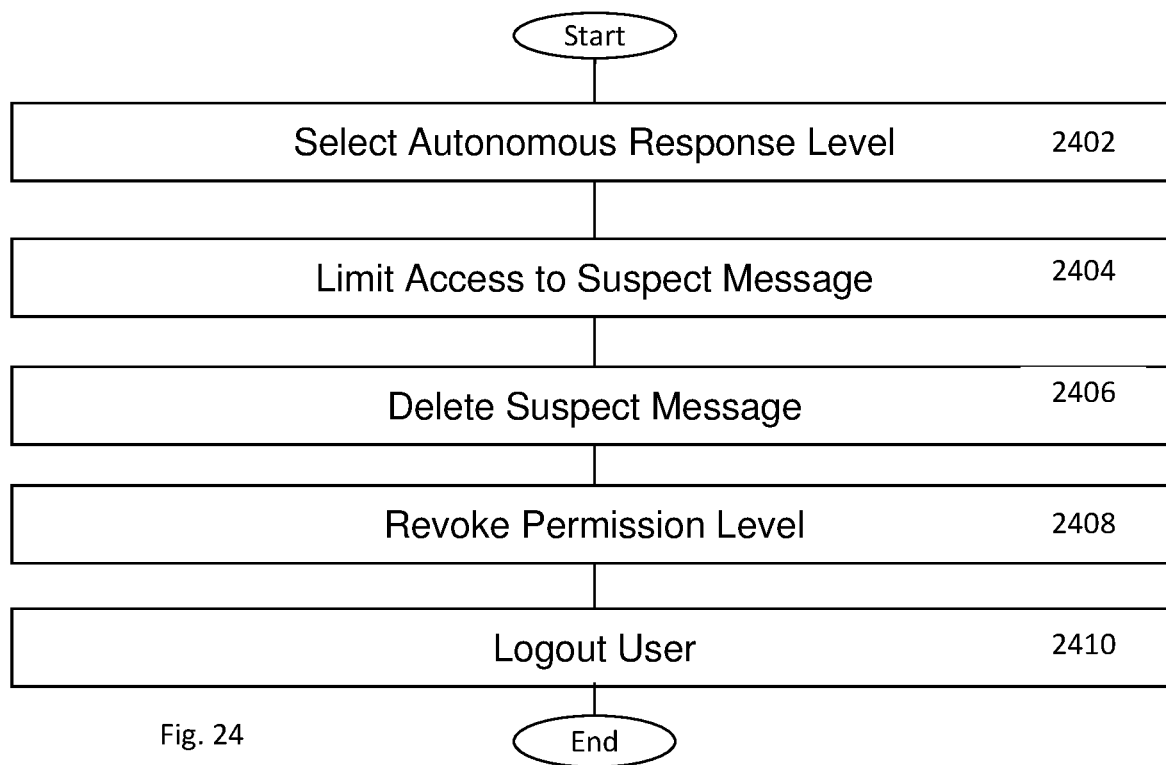 Start
Select Autonomous Response Level 2402
Limit Access to Suspect Message 2404
Delete Suspect Message 2406
Revoke Permission Level 2408
Logout User 2410
Fig. 24
End